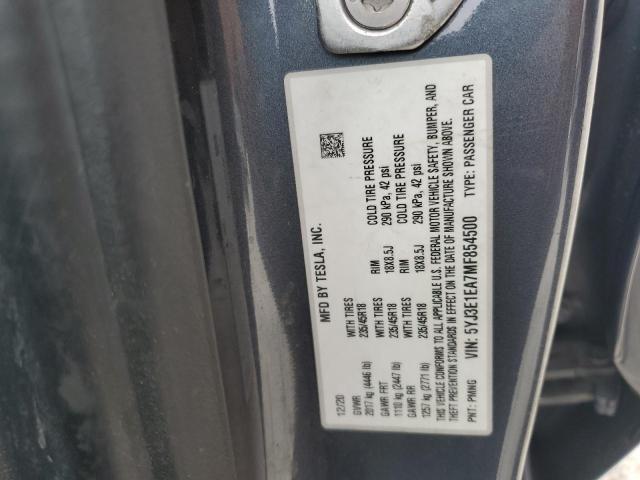 MFD BY TESLA, INC.
12/20
GVWR
2017 kg (4446 lb)
GAWR FRT WITH TIRES RIM COLD TIRE PRESSURE
1110 kg (2447 lb) 235/45R18 18X8.5J 290 kPa, 42 psi
GAWR RR WITH TIRES RIM COLD TIRE PRESSURE
1257 kg (2771 lb) 235/45R18 18X8.5J 290 kPa, 42 psi
THIS VEHICLE CONFORMS TO ALL APPLICABLE U.S. FEDERAL MOTOR VEHICLE SAFETY, BUMPER, AND
THEFT PREVENTION STANDARDS IN EFFECT ON THE DATE OF MANUFACTURE SHOWN ABOVE.
PNT: PMNG VIN: 5YJ3E1EA7MF854500 TYPE: PASSENGER CAR